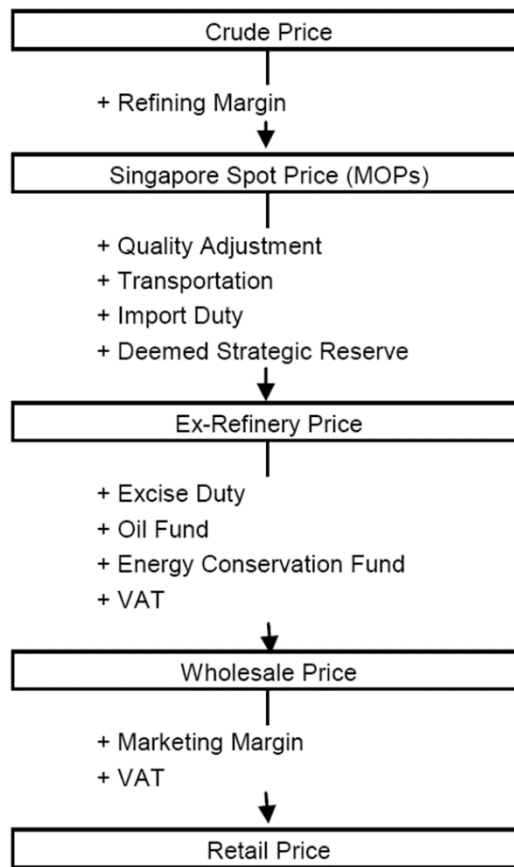 Crude Price
+ Refining Margin
Singapore Spot Price (MOPs)
+ Quality Adjustment
+ Transportation
+ Import Duty
+ Deemed Strategic Reserve
Ex-Refinery Price
+ Excise Duty
+ Oil Fund
+ Energy Conservation Fund
+ VAT
Wholesale Price
+ Marketing Margin
+ VAT
Retail Price